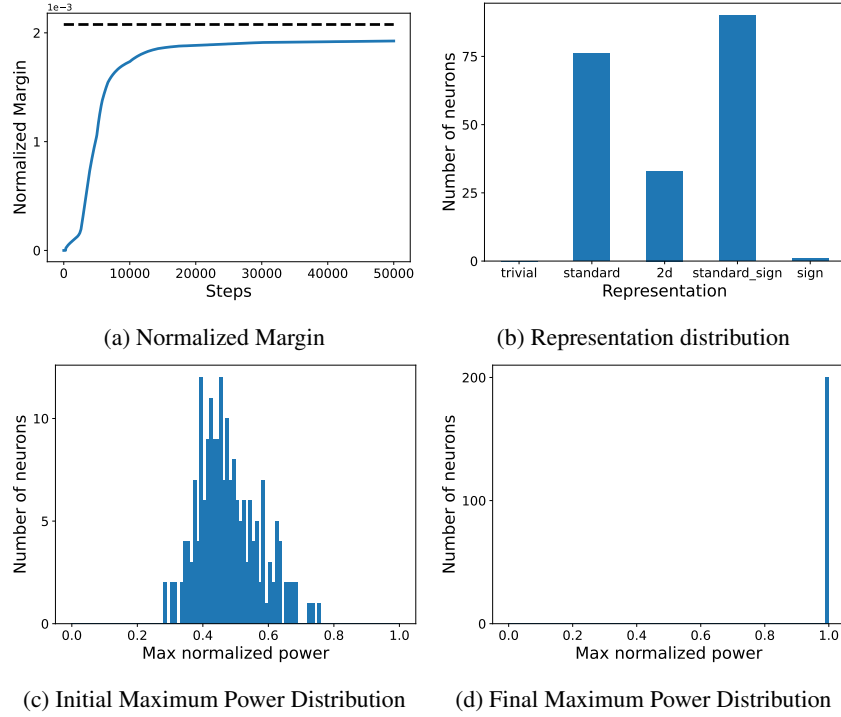 1e−3
2
1
0
Normalized Margin
0 10000 20000 30000 40000 50000
Steps
(a) Normalized Margin
75
50
25
0
Number of neurons
trivial standard 2d standard_sign sign
Representation
(b) Representation distribution
10
5
0
Number of neurons
0.0 0.2 0.4 0.6 0.8 1.0
Max normalized power
(c) Initial Maximum Power Distribution
200
100
0
Number of neurons
0.0 0.2 0.4 0.6 0.8 1.0
Max normalized power
(d) Final Maximum Power Distribution